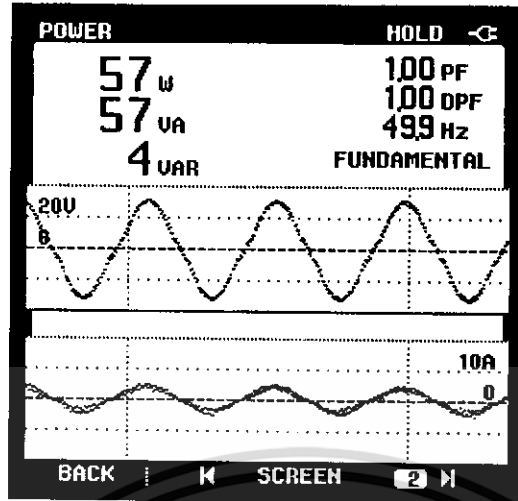 POWER HOLD
57 W 1.00 PF
57 VA 1.00 DPF
49.9 Hz
4 VAR FUNDAMENTAL
20V
0
10A
0
BACK SCREEN 2